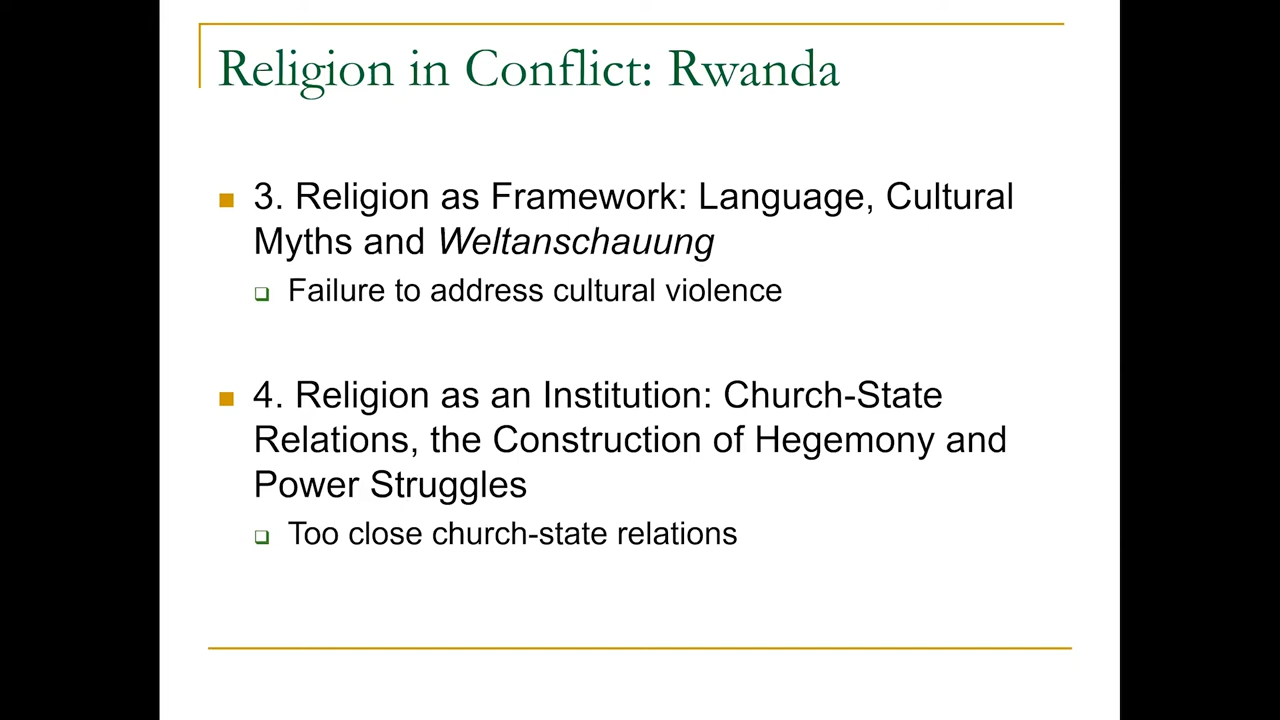 Religion in Conflict: Rwanda
3. Religion as Framework: Language, Cultural
Myths and Weltanschauung
Failure to address cultural violence
4. Religion as an Institution: Church-State
Relations, the Construction of Hegemony and
Power Struggles
Too close church-state relations